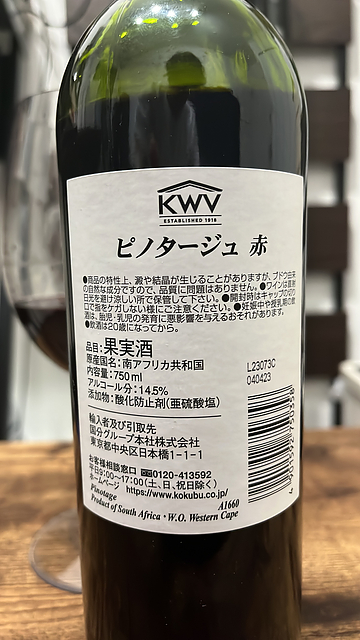 KWV
ESTABLISHED 1918
ピノタージュ 赤
●商品の特性上、澱や結晶が生じることがありますが、ブドウ由来
の自然な成分ですので、品質に問題はありません。●ワインは直射
日光を避け涼しい所で保管して下さい。●開封時はキャップの切り
口で指をケガしない様にご注意ください。●妊娠中や授乳期の飲
酒は、胎児・乳児の発育に悪影響を与えるおそれがあります。
●飲酒は20歳になってから。
品目:果実酒
原産国名:南アフリカ共和国
内容量:750ml
アルコール分:14.5%
添加物:酸化防止剤(亜硫酸塩)
L23073C
040423
輸入者及び引取先
国分グループ本社株式会社
東京都中央区日本橋1-1-1
お客様相談窓口 0120-413592
平日9:00〜17:00(土、日、祝日除く)
ホームページ https://www.kokubu.co.jp/
Pinotage A1660
Product of South Africa・W.O. Western Cape